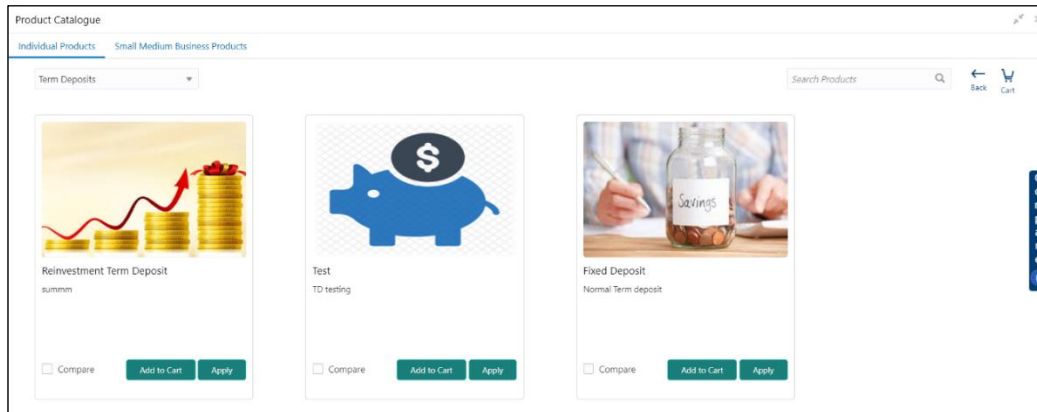 Product Catalogue
Individual Products Small Medium Business Products
Term Deposits
Search Products
Back
Cart
$
Savings
Reinvestment Term Deposit
summm
Test
TD testing
Fixed Deposit
Normal Term deposit
Compare Add to Cart Apply
Compare Add to Cart Apply
Compare Add to Cart Apply